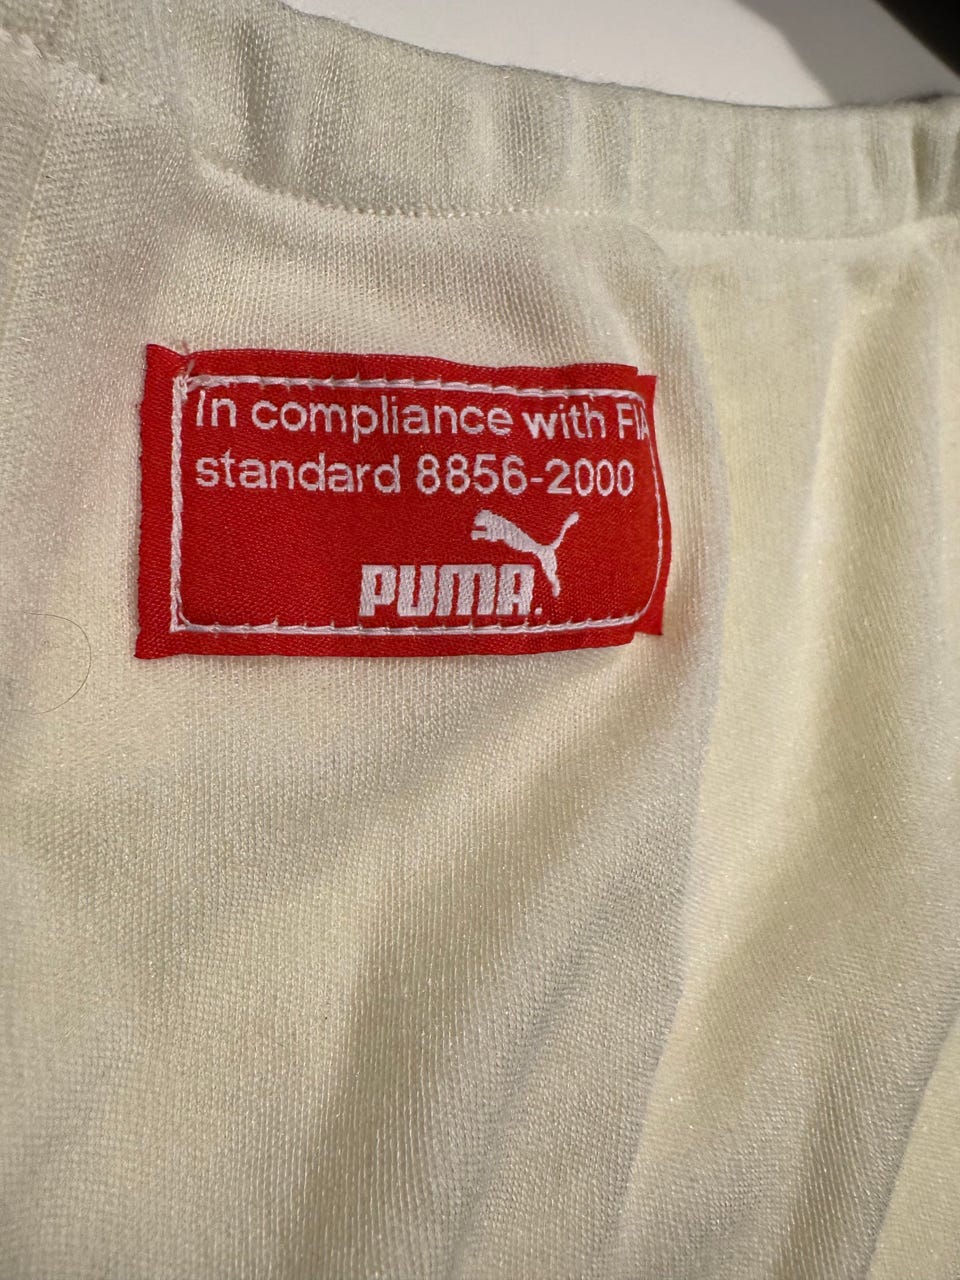 In compliance with FIA
standard 8856-2000
PUMA.